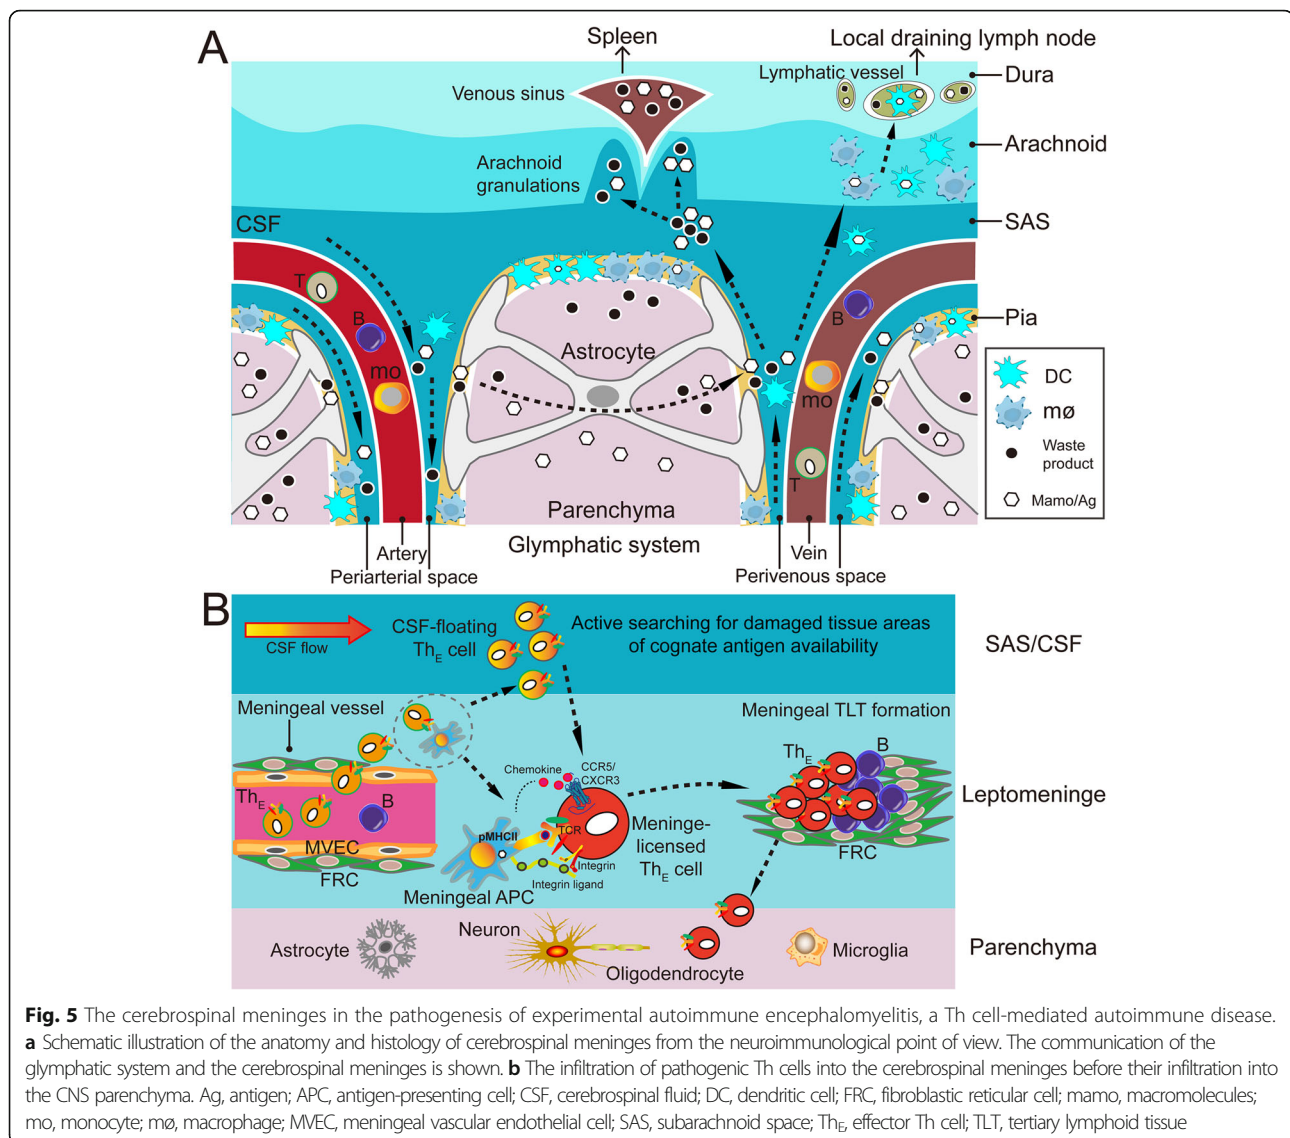 A
Spleen
Local draining lymph node
Lymphatic vessel
Dura
Venous sinus
Arachnoid
Arachnoid
granulations
CSF
SAS
T
B
B
Pia
Astrocyte
mo
mo
DC
mø
Waste
product
T
Mamo/Ag
Parenchyma
Glymphatic system
Artery
Vein
Periarterial space
Perivenous space
B
CSF flow
CSF-floating
ThE cell
Active searching for damaged tissue areas
of cognate antigen availability
SAS/CSF
Meningeal vessel
Meningeal TLT formation
ThE
B
Chemokine
CCR5/
CXCR3
ThE
B
Leptomeninge
TCR
pMHCII
Meninge-
licensed
ThE cell
MVEC
FRC
FRC
Integrin
Integrin ligand
Meningeal APC
Astrocyte
Neuron
Oligodendrocyte
Microglia
Parenchyma
Fig. 5 The cerebrospinal meninges in the pathogenesis of experimental autoimmune encephalomyelitis, a Th cell-mediated autoimmune disease.
a Schematic illustration of the anatomy and histology of cerebrospinal meninges from the neuroimmunological point of view. The communication of the
glymphatic system and the cerebrospinal meninges is shown. b The infiltration of pathogenic Th cells into the cerebrospinal meninges before their infiltration into
the CNS parenchyma. Ag, antigen; APC, antigen-presenting cell; CSF, cerebrospinal fluid; DC, dendritic cell; FRC, fibroblastic reticular cell; mamo, macromolecules;
mo, monocyte; mø, macrophage; MVEC, meningeal vascular endothelial cell; SAS, subarachnoid space; ThE, effector Th cell; TLT, tertiary lymphoid tissue